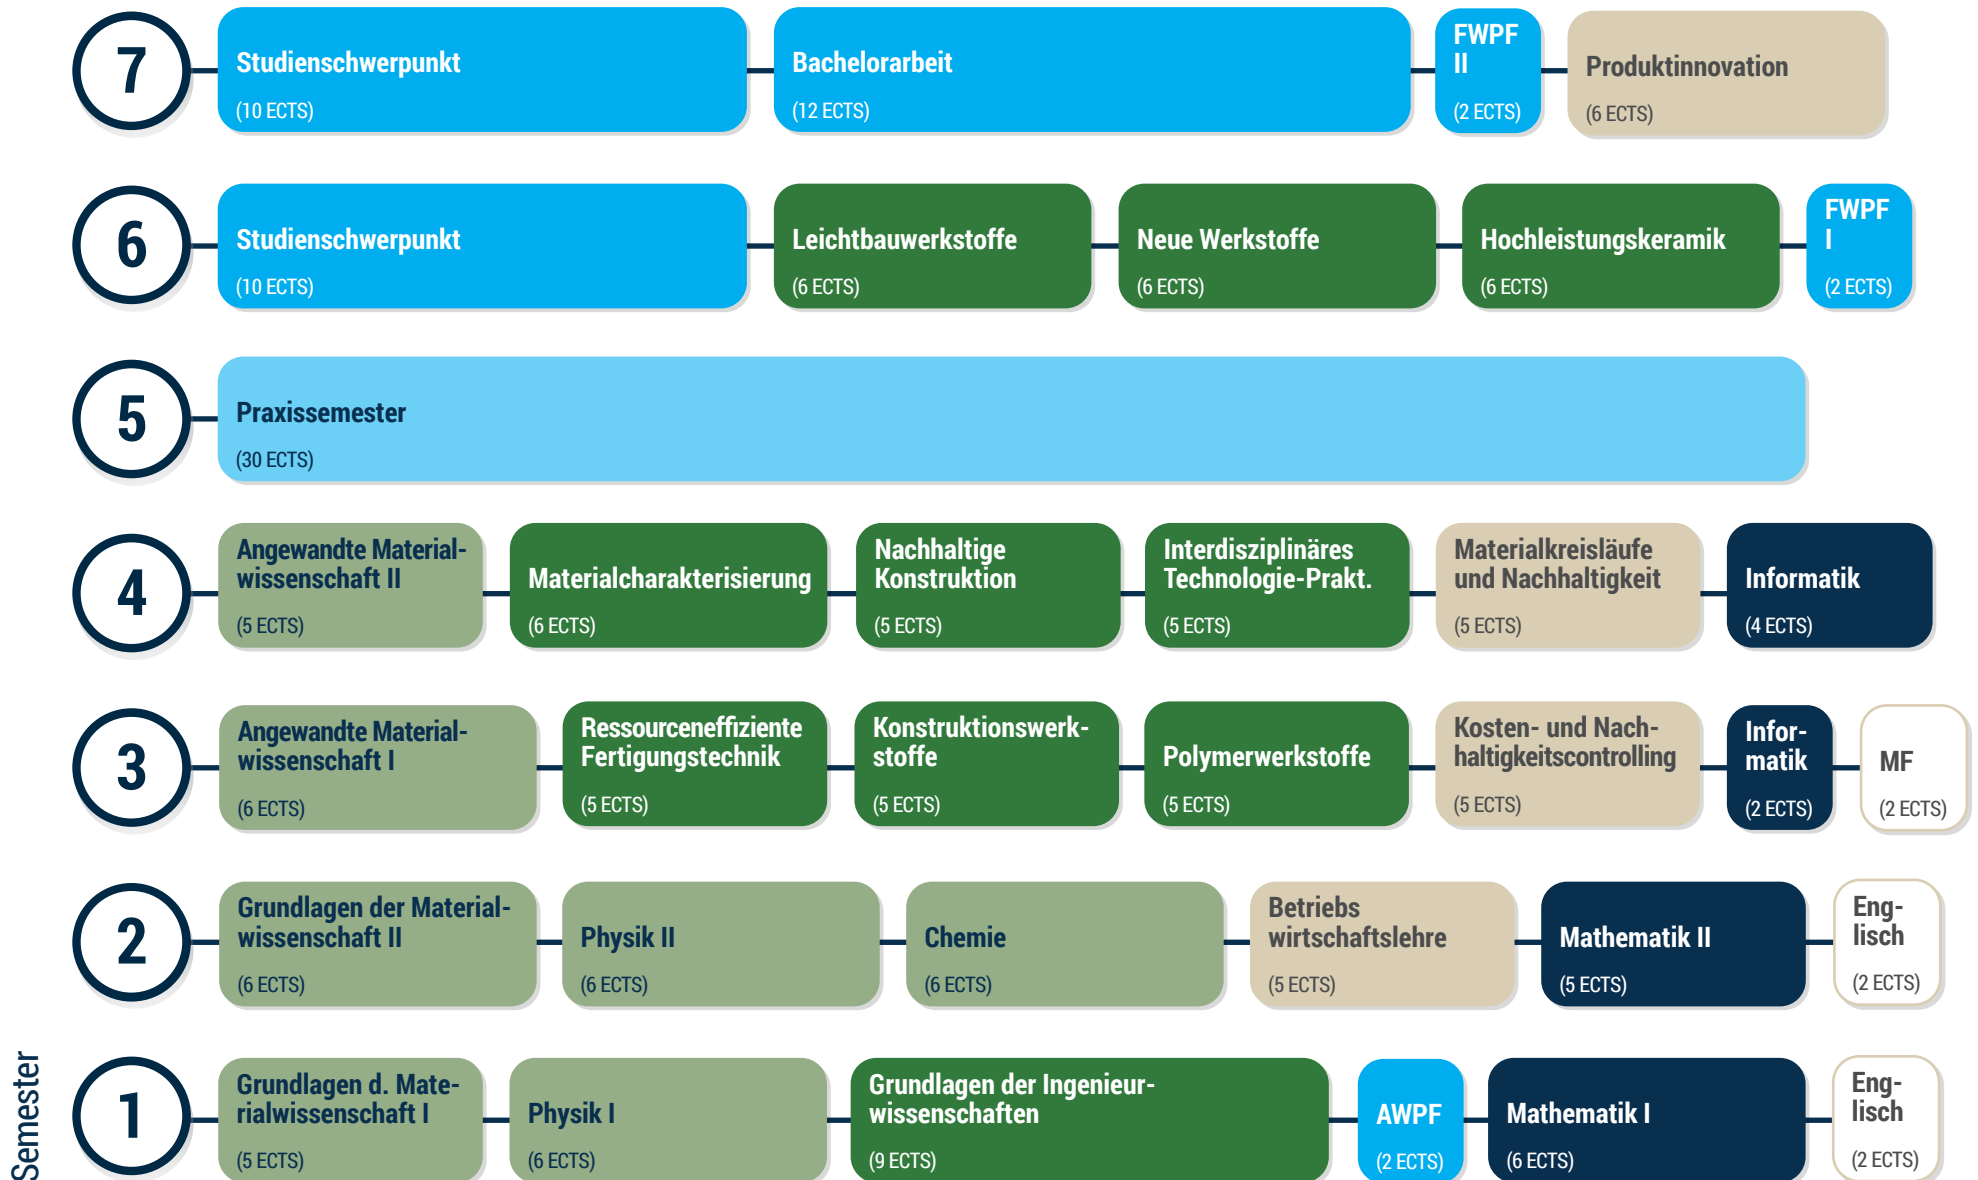 7
Studienschwerpunkt
(10 ECTS)
Bachelorarbeit
(12 ECTS)
FWPF
II
(2 ECTS)
Produktinnovation
(6 ECTS)
6
Studienschwerpunkt
(10 ECTS)
Leichtbauwerkstoffe
(6 ECTS)
Neue Werkstoffe
(6 ECTS)
Hochleistungskeramik
(6 ECTS)
FWPF
I
(2 ECTS)
5
Praxissemester
(30 ECTS)
4
Angewandte Material-
wissenschaft II
(5 ECTS)
Materialcharakterisierung
(6 ECTS)
Nachhaltige
Konstruktion
(5 ECTS)
Interdisziplinäres
Technologie-Prakt.
(5 ECTS)
Materialkreisläufe
und Nachhaltigkeit
(5 ECTS)
Informatik
(4 ECTS)
3
Angewandte Material-
wissenschaft I
(6 ECTS)
Ressourceneffiziente
Fertigungstechnik
(5 ECTS)
Konstruktionswerk-
stoffe
(5 ECTS)
Polymerwerkstoffe
(5 ECTS)
Kosten- und Nach-
haltigkeitscontrolling
(5 ECTS)
Infor-
matik
(2 ECTS)
MF
(2 ECTS)
2
Grundlagen der Material-
wissenschaft II
(6 ECTS)
Physik II
(6 ECTS)
Chemie
(6 ECTS)
Betriebs
wirtschaftslehre
(5 ECTS)
Mathematik II
(5 ECTS)
Eng-
lisch
(2 ECTS)
Semester
1
Grundlagen d. Mate-
rialwissenschaft I
(5 ECTS)
Physik I
(6 ECTS)
Grundlagen der Ingenieur-
wissenschaften
(9 ECTS)
AWPF
(2 ECTS)
Mathematik I
(6 ECTS)
Eng-
lisch
(2 ECTS)